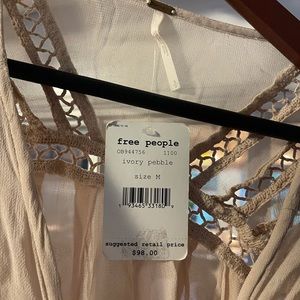 free people
OB944756 1100
ivory pebble
size M
suggested retail price
$98.00